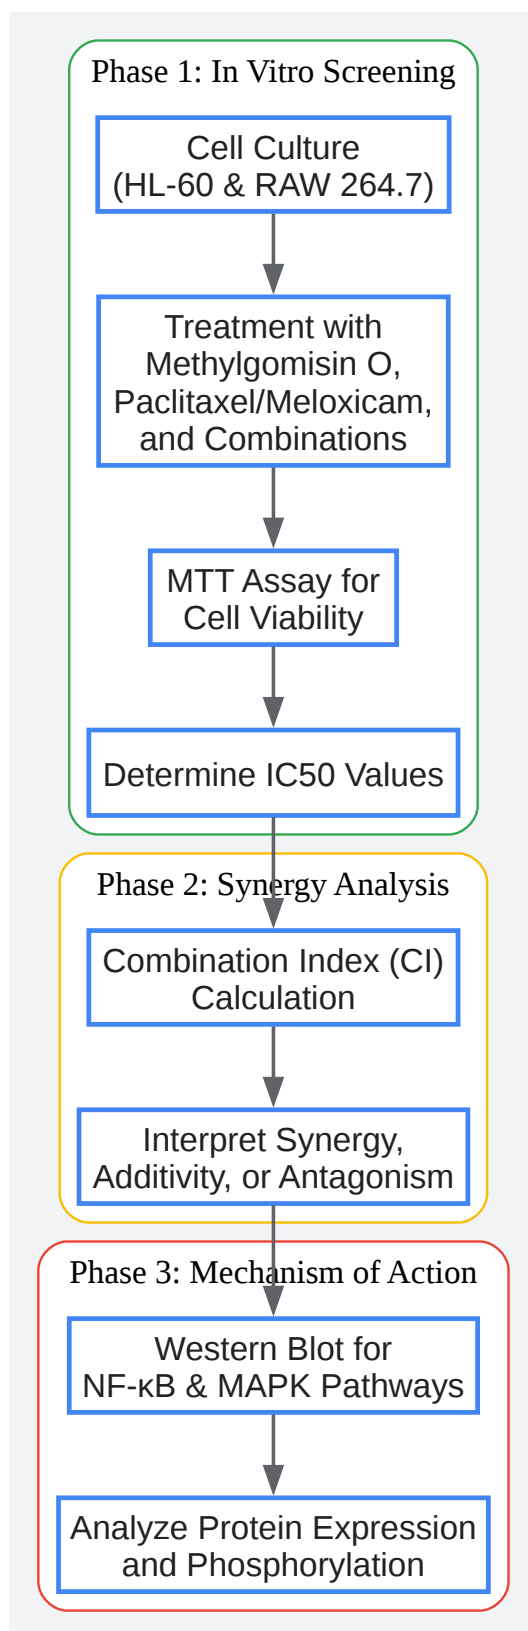 Phase 1: In Vitro Screening
Cell Culture
(HL-60 & RAW 264.7)
Treatment with
Methylgomisin O,
Paclitaxel/Meloxicam,
and Combinations
MTT Assay for
Cell Viability
Determine IC50 Values
Phase 2: Synergy Analysis
Combination Index (CI)
Calculation
Interpret Synergy,
Additivity, or Antagonism
Phase 3: Mechanism of Action
Western Blot for
NF-κB & MAPK Pathways
Analyze Protein Expression
and Phosphorylation